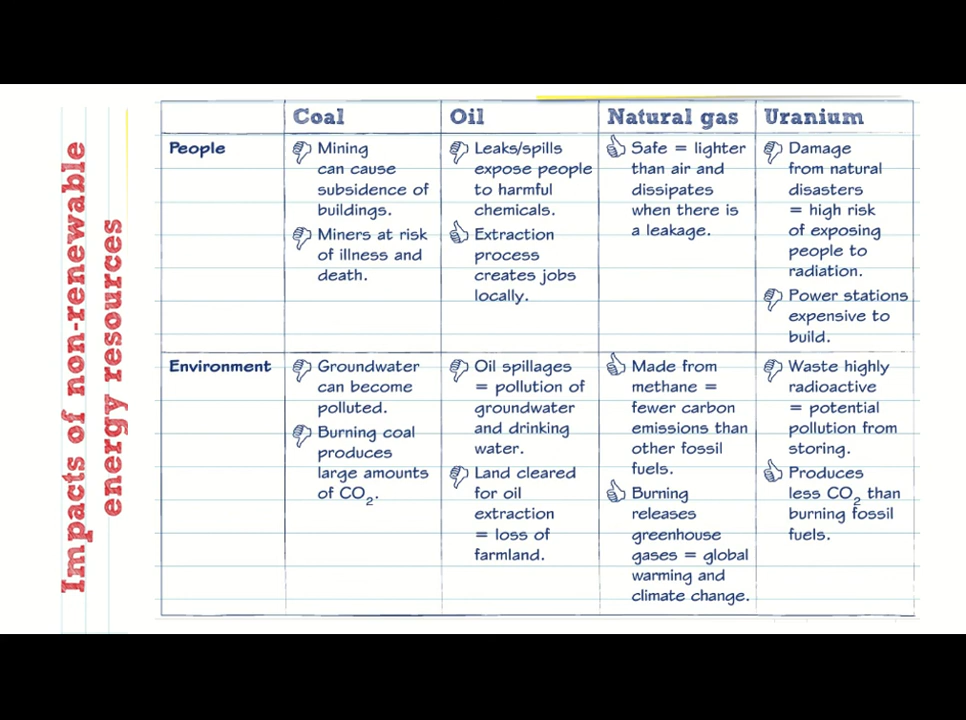 Impacts of non-renewable
energy resources
Coal
Oil
Natural gas
Uranium
People
Mining
can cause
subsidence of
buildings.
Miners at risk
of illness and
death.
Leaks/spills
expose people
to harmful
chemicals.
Extraction
process
creates jobs
locally.
Safe = lighter
than air and
dissipates
when there is
a leakage.
Damage
from natural
disasters
= high risk
of exposing
people to
radiation.
Power stations
expensive to
build.
Environment
Groundwater
can become
polluted.
Burning coal
produces
large amounts
of CO₂.
Oil spillages
= pollution of
groundwater
and drinking
water.
Land cleared
for oil
extraction
= loss of
farmland.
Made from
methane =
fewer carbon
emissions than
other fossil
fuels.
Burning
releases
greenhouse
gases = global
warming and
climate change.
Waste highly
radioactive
= potential
pollution from
storing.
Produces
less CO₂ than
burning fossil
fuels.